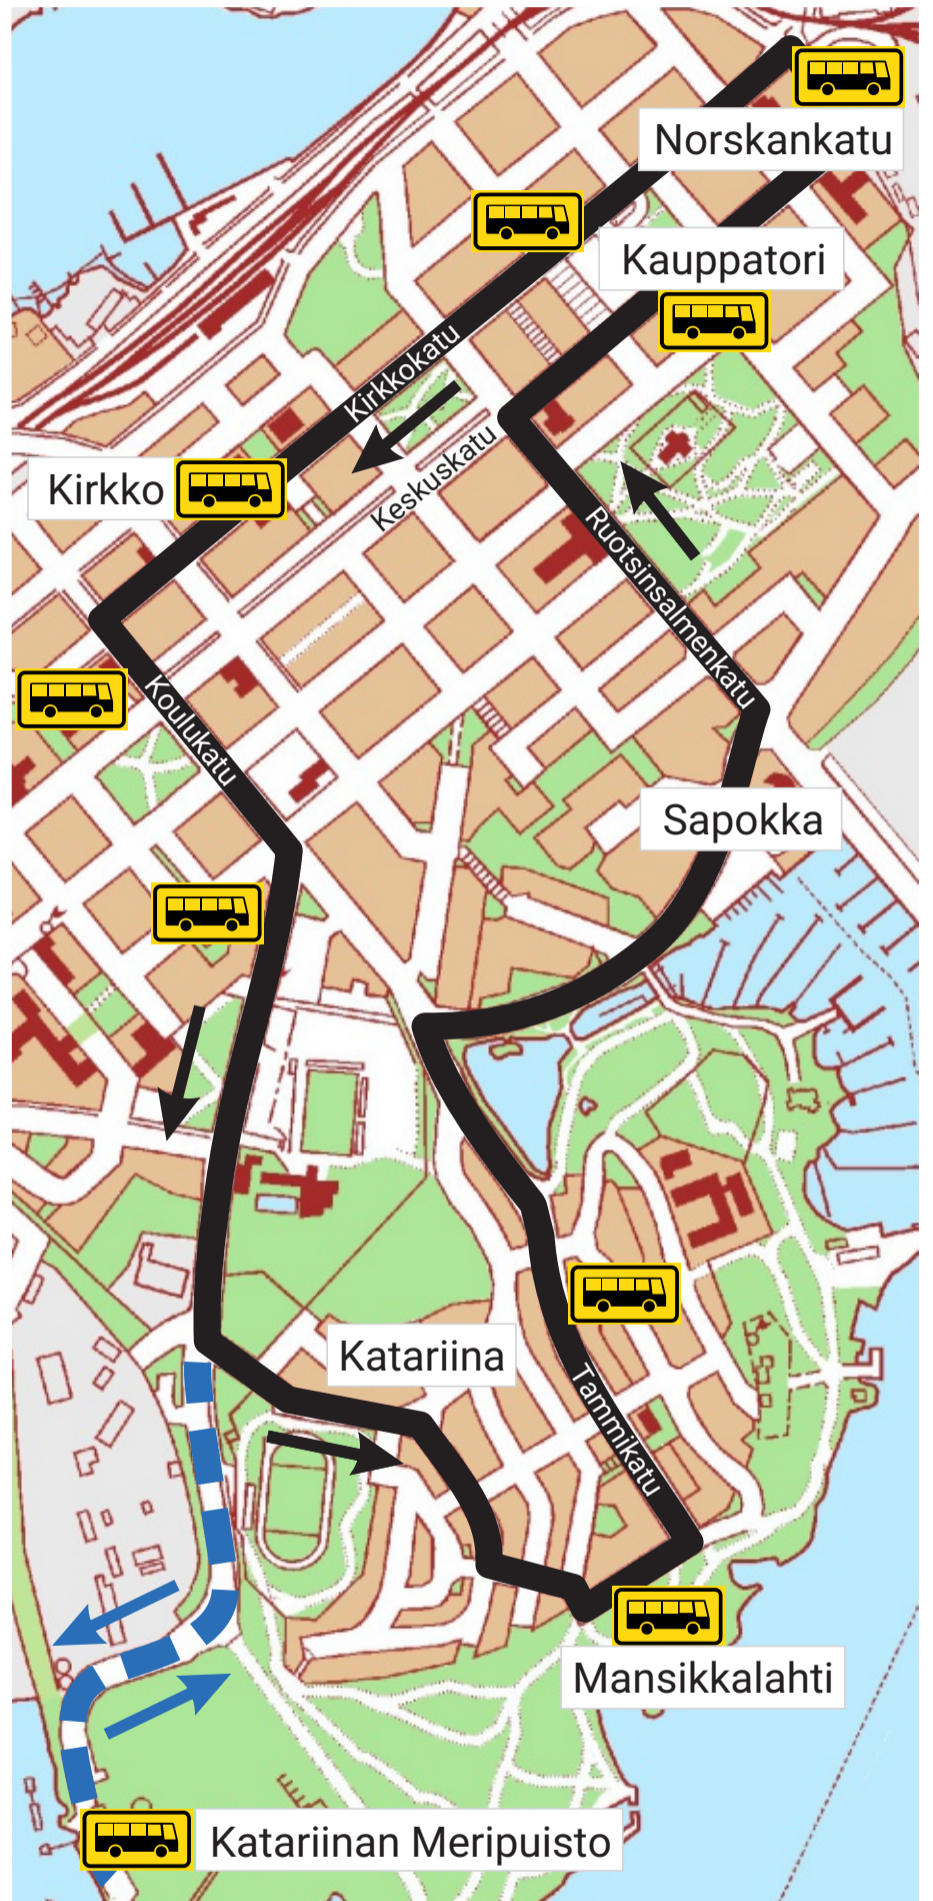 Norskankatu
Kauppatori
Kirkkokatu
Keskuskatu
Kirkko
Ruotsinsalmenkatu
Koulukatu
Sapokka
Katariina
Tammikatu
Mansikkalahti
Katariinan Meripuisto